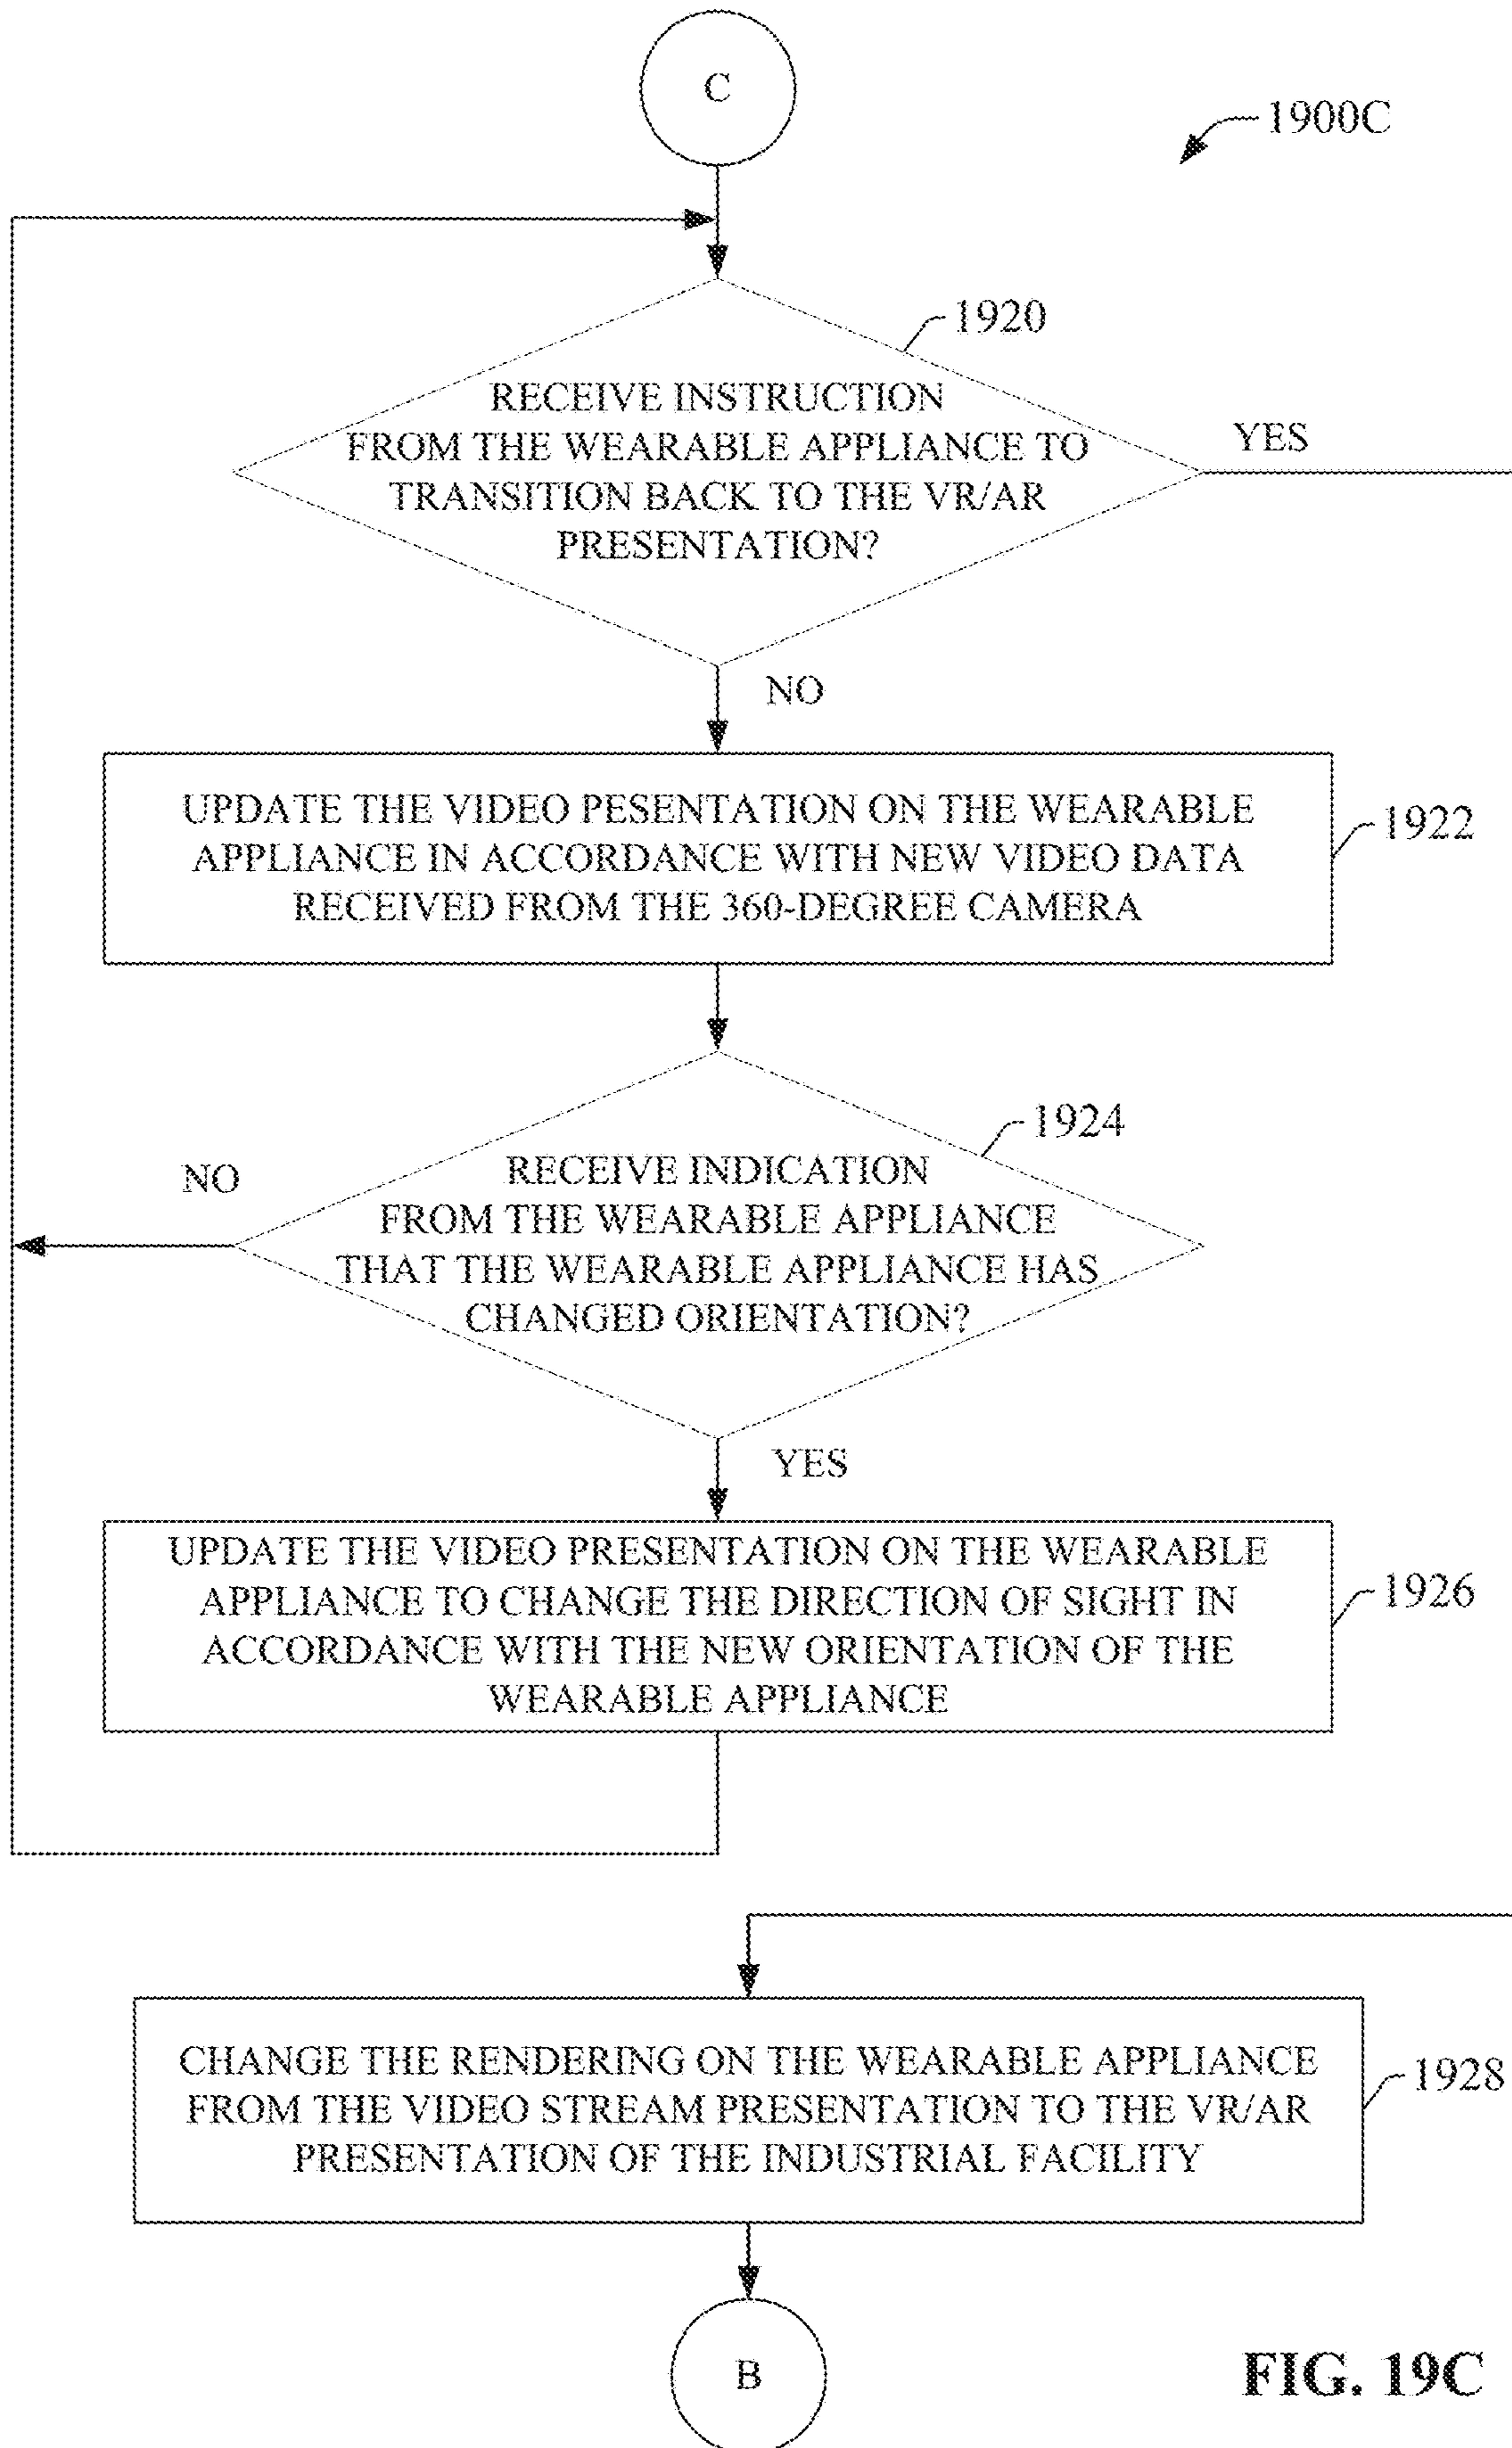 C
1900C
1920
RECEIVE INSTRUCTION
FROM THE WEARABLE APPLIANCE TO
TRANSITION BACK TO THE VR/AR
PRESENTATION?
YES
NO
UPDATE THE VIDEO PESENTATION ON THE WEARABLE
APPLIANCE IN ACCORDANCE WITH NEW VIDEO DATA
RECEIVED FROM THE 360-DEGREE CAMERA
1922
1924
NO
RECEIVE INDICATION
FROM THE WEARABLE APPLIANCE
THAT THE WEARABLE APPLIANCE HAS
CHANGED ORIENTATION?
YES
UPDATE THE VIDEO PRESENTATION ON THE WEARABLE
APPLIANCE TO CHANGE THE DIRECTION OF SIGHT IN
ACCORDANCE WITH THE NEW ORIENTATION OF THE
WEARABLE APPLIANCE
1926
CHANGE THE RENDERING ON THE WEARABLE APPLIANCE
FROM THE VIDEO STREAM PRESENTATION TO THE VR/AR
PRESENTATION OF THE INDUSTRIAL FACILITY
1928
B
FIG. 19C